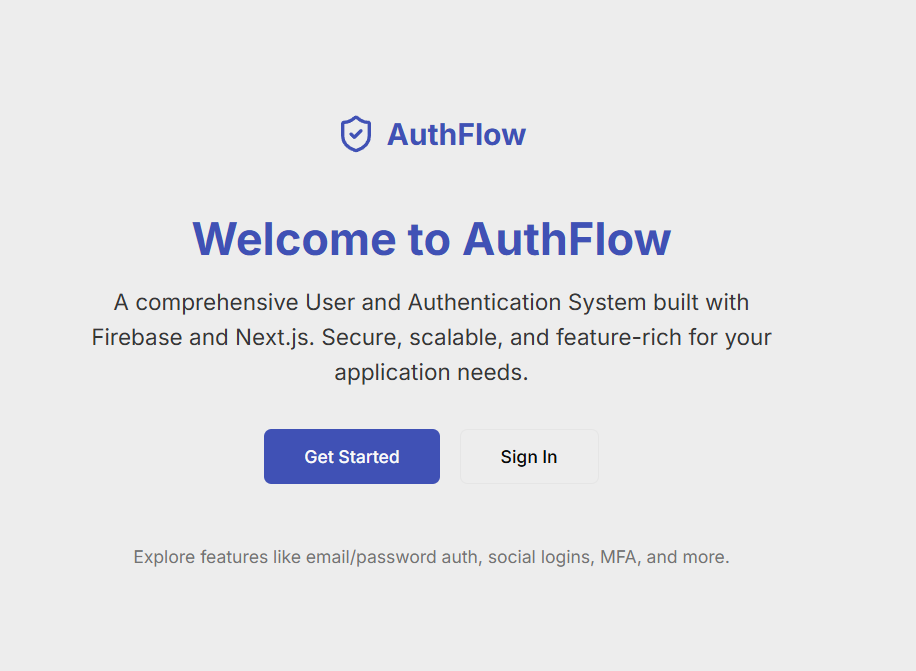 AuthFlow
Welcome to AuthFlow
A comprehensive User and Authentication System built with
Firebase and Next.js. Secure, scalable, and feature-rich for your
application needs.
Get Started
Sign In
Explore features like email/password auth, social logins, MFA, and more.